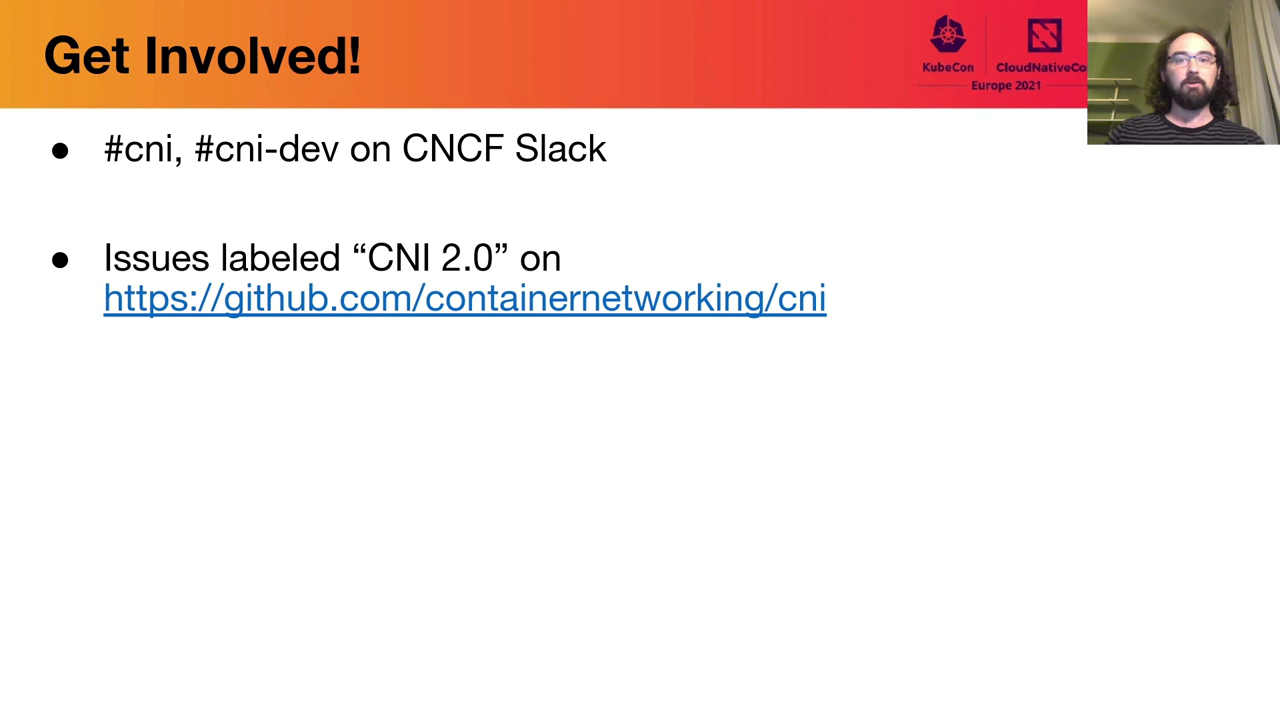 Get Involved!
KubeCon
CloudNativeCo
Europe 2021
● #cni, #cni-dev on CNCF Slack
● Issues labeled “CNI 2.0” on
https://github.com/containernetworking/cni